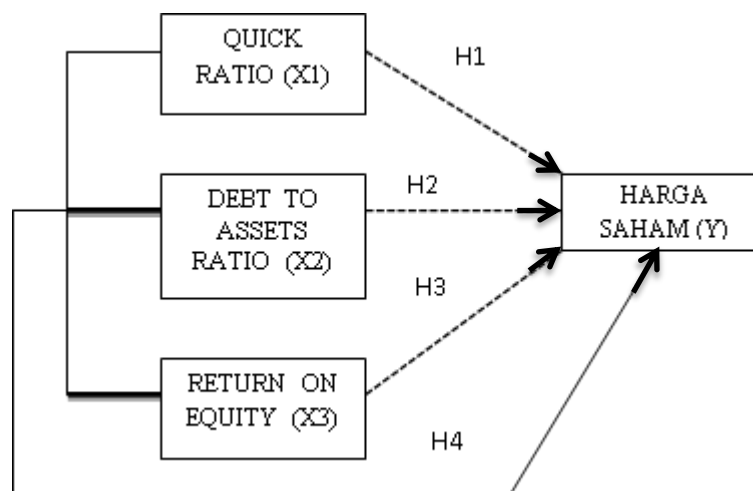 QUICK
RATIO (X1)
H1
DEBT TO
ASSETS
RATIO (X2)
H2
HARGA
SAHAM (Y)
H3
RETURN ON
EQUITY (X3)
H4